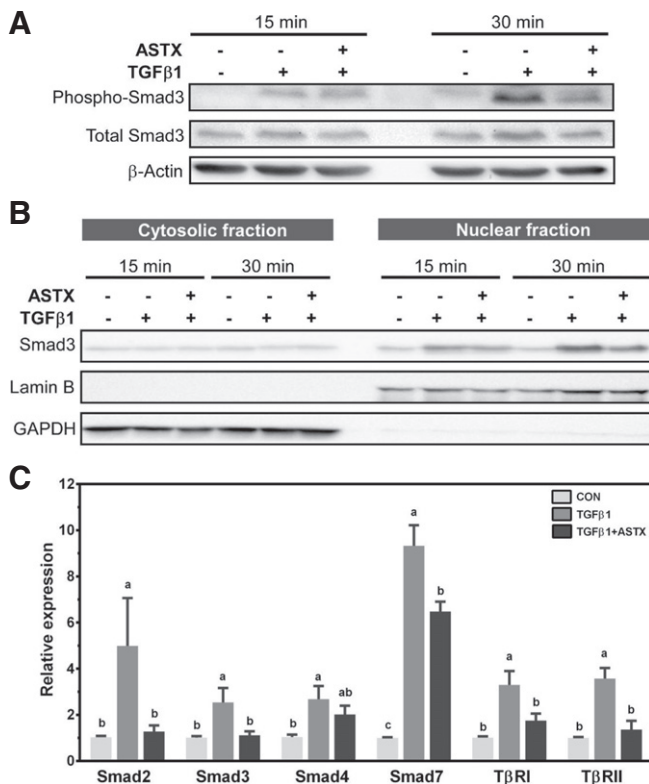 A
15 min 30 min
ASTX + +
TGFβ1 - + + - + +
Phospho-Smad3
Total Smad3
β-Actin
B
Cytosolic fraction Nuclear fraction
15 min 30 min 15 min 30 min
ASTX - - + - - + - - + - - +
TGFβ1 - + + - + + - + + - + +
Smad3
Lamin B
GAPDH
C
CON
TGFβ1
TGFβ1+ASTX
Relative expression
12
10
8
6
4
2
0
b a b b a b b a ab c a b b a b b a b
Smad2 Smad3 Smad4 Smad7 TβRI TβRII